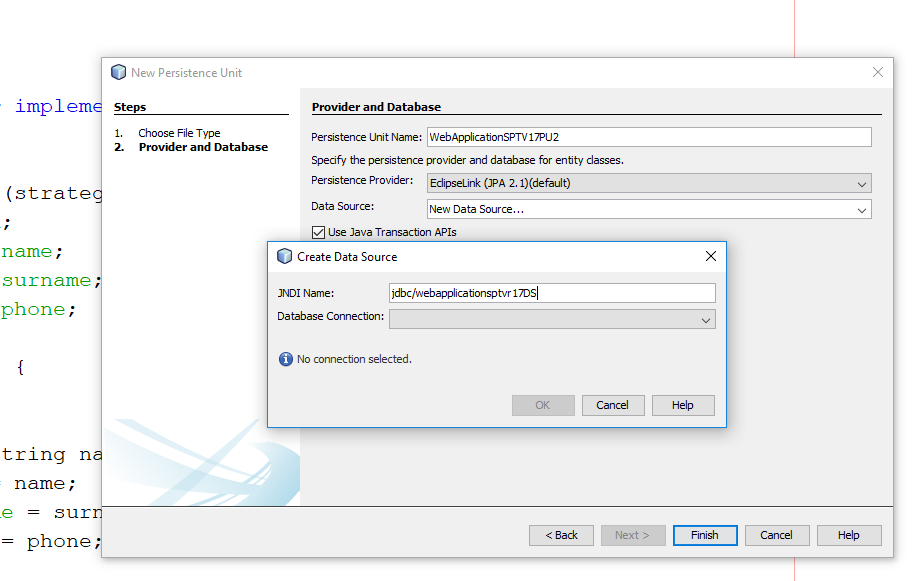 New Persistence Unit
impleme
Steps
1. Choose File Type
2. Provider and Database
Provider and Database
Persistence Unit Name: WebApplicationSPTV17PU2
Specify the persistence provider and database for entity classes.
Persistence Provider: EclipseLink (JPA 2.1)(default)
Data Source: New Data Source...
Use Java Transaction APIs
(strateg
;
name;
surname;
phone;
{
tring na
= name;
e = surn
= phone;
Create Data Source
JNDI Name: jdbc/webapplicationsptvr17DS
Database Connection:
No connection selected.
OK Cancel Help
< Back Next > Finish Cancel Help